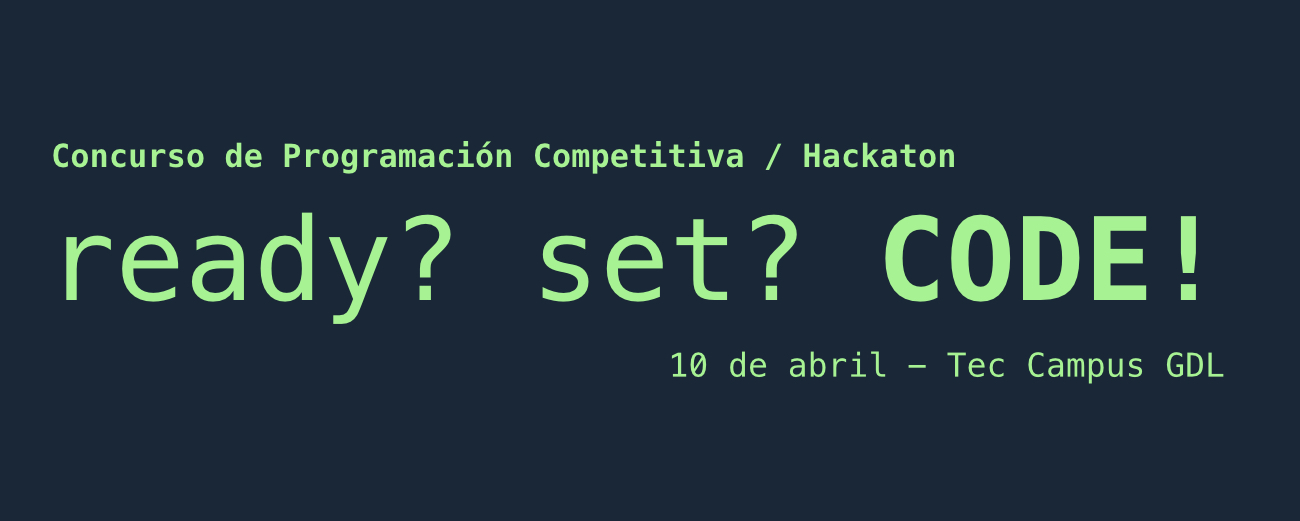 Concurso de Programación Competitiva / Hackaton
ready? set? CODE!
10 de abril – Tec Campus GDL